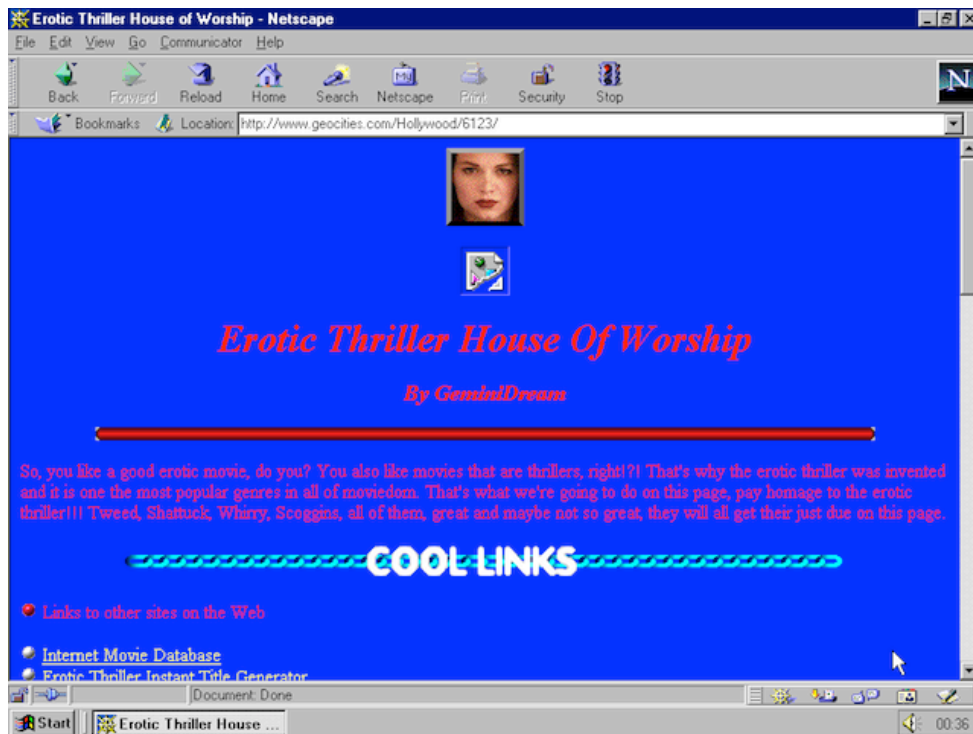 Erotic Thriller House of Worship - Netscape
File Edit View Go Communicator Help
Back Forward Reload Home Search Netscape Print Security Stop
My
N
Bookmarks Location: http://www.geocities.com/Hollywood/6123/
Erotic Thriller House Of Worship
By GeminiDream
So, you like a good erotic movie, do you? You also like movies that are thrillers, right!?! That's why the erotic thriller was invented
and it is one the most popular genres in all of moviedom. That's what we're going to do on this page, pay homage to the erotic
thriller!!! Tweed, Shattuck, Whirry, Scoggins, all of them, great and maybe not so great, they will all get their just due on this page.
COOL LINKS
Links to other sites on the Web
Internet Movie Database
Erotic Thriller Instant Title Generator
Document: Done
Start Erotic Thriller House ... 00:36